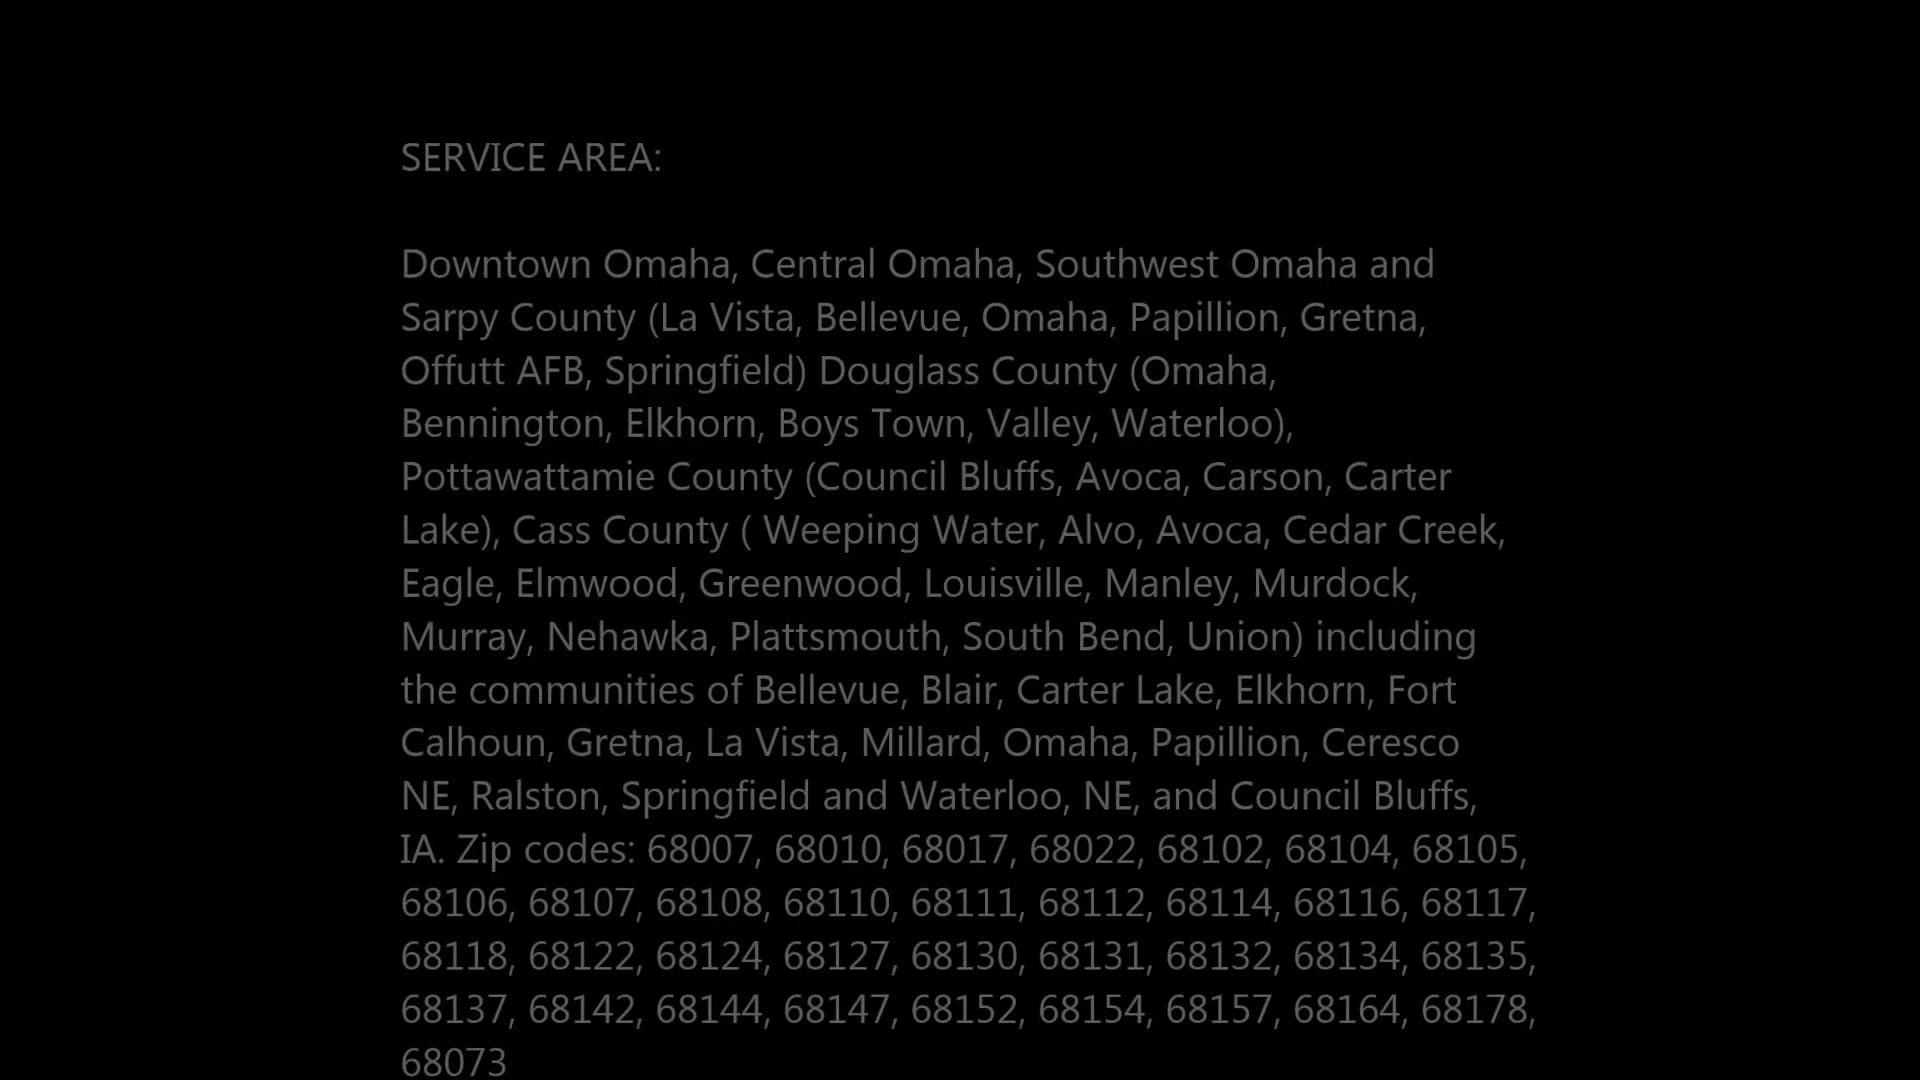 SERVICE AREA:
Downtown Omaha, Central Omaha, Southwest Omaha and
Sarpy County (La Vista, Bellevue, Omaha, Papillion, Gretna,
Offutt AFB, Springfield) Douglass County (Omaha,
Bennington, Elkhorn, Boys Town, Valley, Waterloo),
Pottawattamie County (Council Bluffs, Avoca, Carson, Carter
Lake), Cass County ( Weeping Water, Alvo, Avoca, Cedar Creek,
Eagle, Elmwood, Greenwood, Louisville, Manley, Murdock,
Murray, Nehawka, Plattsmouth, South Bend, Union) including
the communities of Bellevue, Blair, Carter Lake, Elkhorn, Fort
Calhoun, Gretna, La Vista, Millard, Omaha, Papillion, Ceresco
NE, Ralston, Springfield and Waterloo, NE, and Council Bluffs,
IA. Zip codes: 68007, 68010, 68017, 68022, 68102, 68104, 68105,
68106, 68107, 68108, 68110, 68111, 68112, 68114, 68116, 68117,
68118, 68122, 68124, 68127, 68130, 68131, 68132, 68134, 68135,
68137, 68142, 68144, 68147, 68152, 68154, 68157, 68164, 68178,
68073